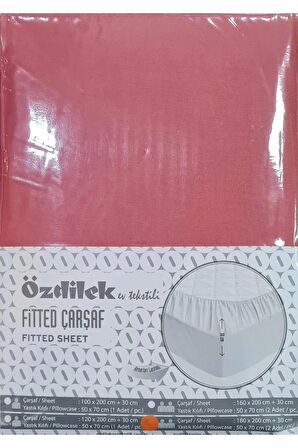 Özdilek ev tekstili
FİTTED ÇARŞAF
FITTED SHEET
Çarşaf / Sheet : 100 x 200 cm + 30 cm
Yastık Kılıfı / Pillowcase : 50 x 70 cm (1 Adet / pc.)
Çarşaf / Sheet : 160 x 200 cm + 30 cm
Yastık Kılıfı / Pillowcase : 50 x 70 cm (2 Adet / pc.)
Çarşaf / Sheet : 120 x 200 cm + 30 cm
Yastık Kılıfı / Pillowcase : 50 x 70 cm (1 Adet / pc.)
Çarşaf / Sheet : 180 x 200 cm + 30 cm
Yastık Kılıfı / Pillowcase : 50 x 70 cm (2 Adet / pc.)